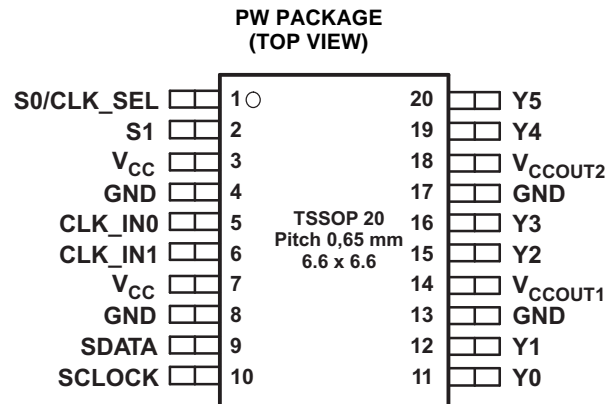 PW PACKAGE
(TOP VIEW)
S0/CLK_SEL 1 20 Y5
S1 2 19 Y4
VCC 3 18 VCCOUT2
GND 4 17 GND
CLK_IN0 5 16 Y3
CLK_IN1 6 15 Y2
VCC 7 14 VCCOUT1
GND 8 13 GND
SDATA 9 12 Y1
SCLOCK 10 11 Y0
TSSOP 20
Pitch 0,65 mm
6.6 x 6.6